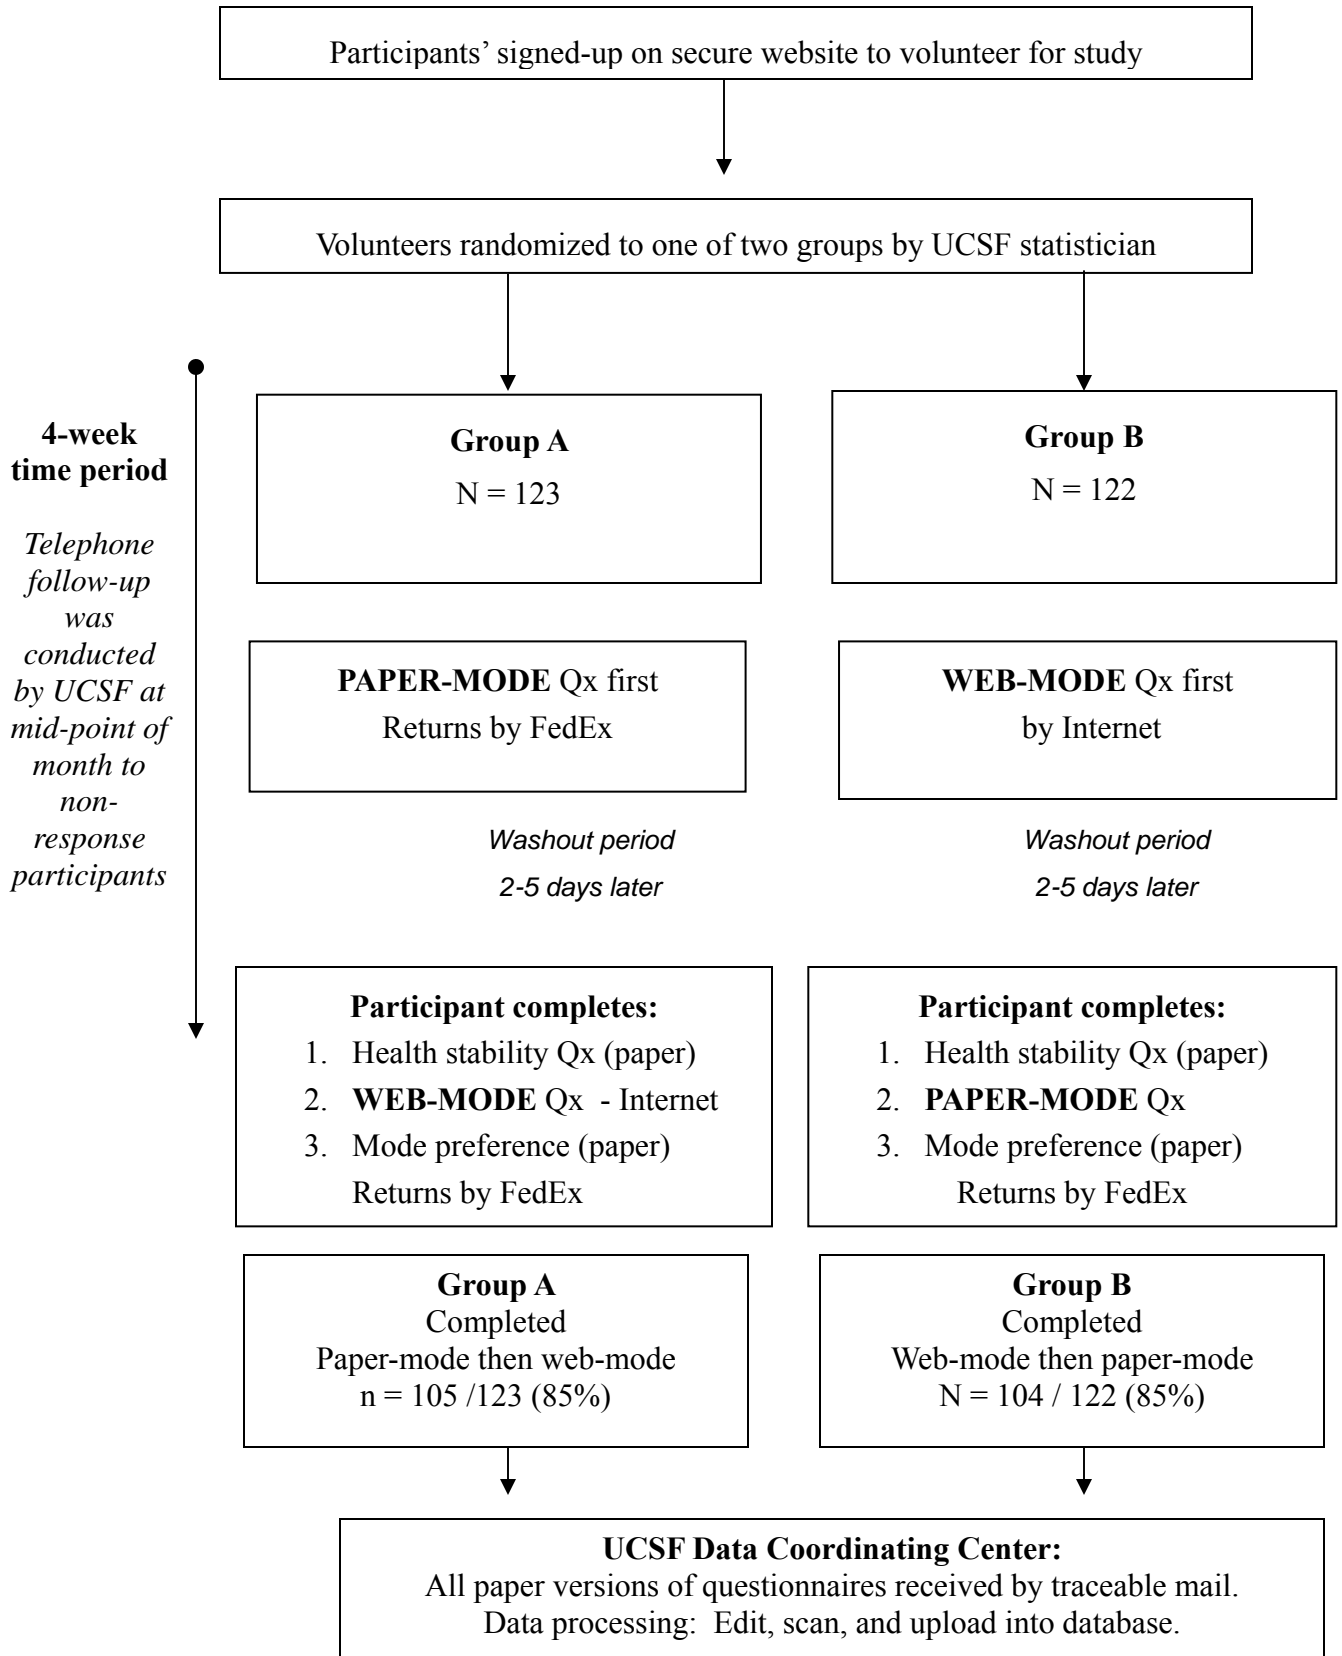 Participants’ signed-up on secure website to volunteer for study
Volunteers randomized to one of two groups by UCSF statistician
4-week
time period
Telephone
follow-up
was
conducted
by UCSF at
mid-point of
month to
non-
response
participants
Group A
N = 123
Group B
N = 122
PAPER-MODE Qx first
Returns by FedEx
WEB-MODE Qx first
by Internet
Washout period
2-5 days later
Washout period
2-5 days later
Participant completes:
1. Health stability Qx (paper)
2. WEB-MODE Qx - Internet
3. Mode preference (paper)
Returns by FedEx
Participant completes:
1. Health stability Qx (paper)
2. PAPER-MODE Qx
3. Mode preference (paper)
Returns by FedEx
Group A
Completed
Paper-mode then web-mode
n = 105 /123 (85%)
Group B
Completed
Web-mode then paper-mode
N = 104 / 122 (85%)
UCSF Data Coordinating Center:
All paper versions of questionnaires received by traceable mail.
Data processing: Edit, scan, and upload into database.